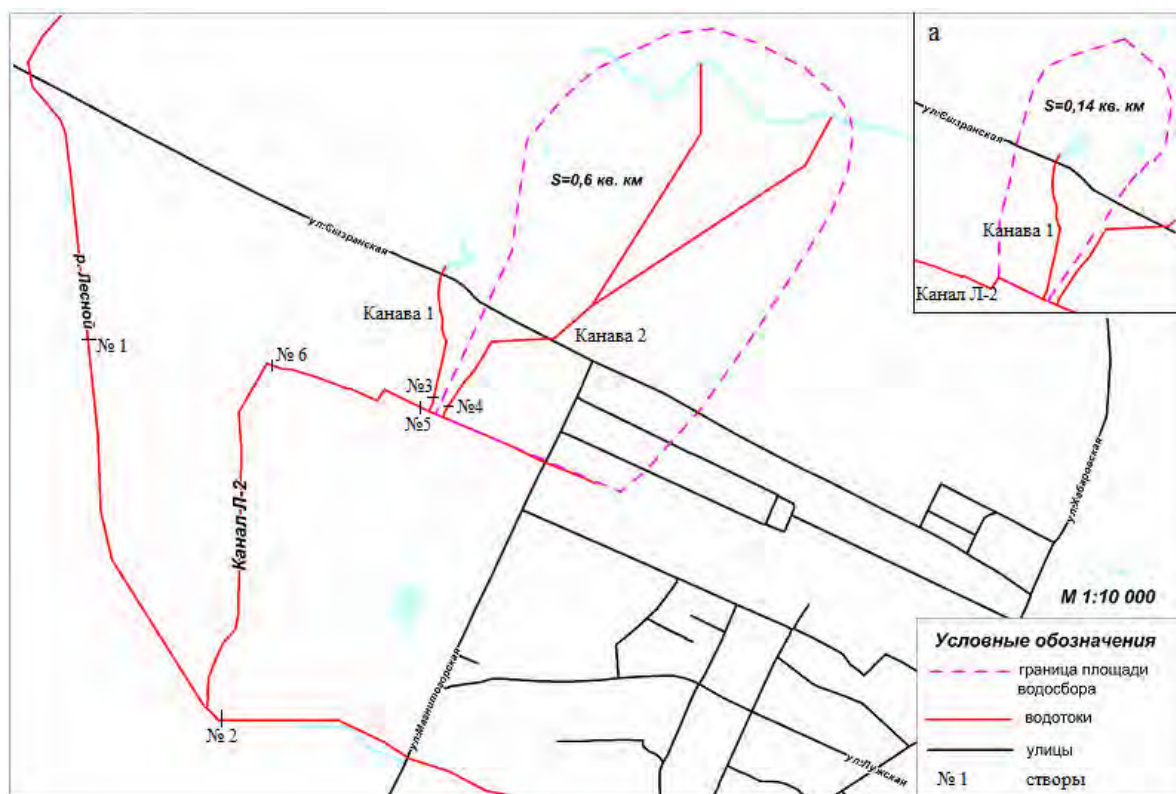 а
S=0,14 кв. км
ул.Сызранская
Канава 1
Канал Л-2
S=0,6 кв. км
ул.Сызранская
р. Лесной
Канава 1
Канава 2
№ 1
№ 6
№3
№4
№5
Канал-Л-2
ул.Хабаровская
ул.Магнитогорская
№ 2
ул.Лужская
М 1:10 000
Условные обозначения
граница площади
водосбора
водотоки
улицы
№ 1 створы